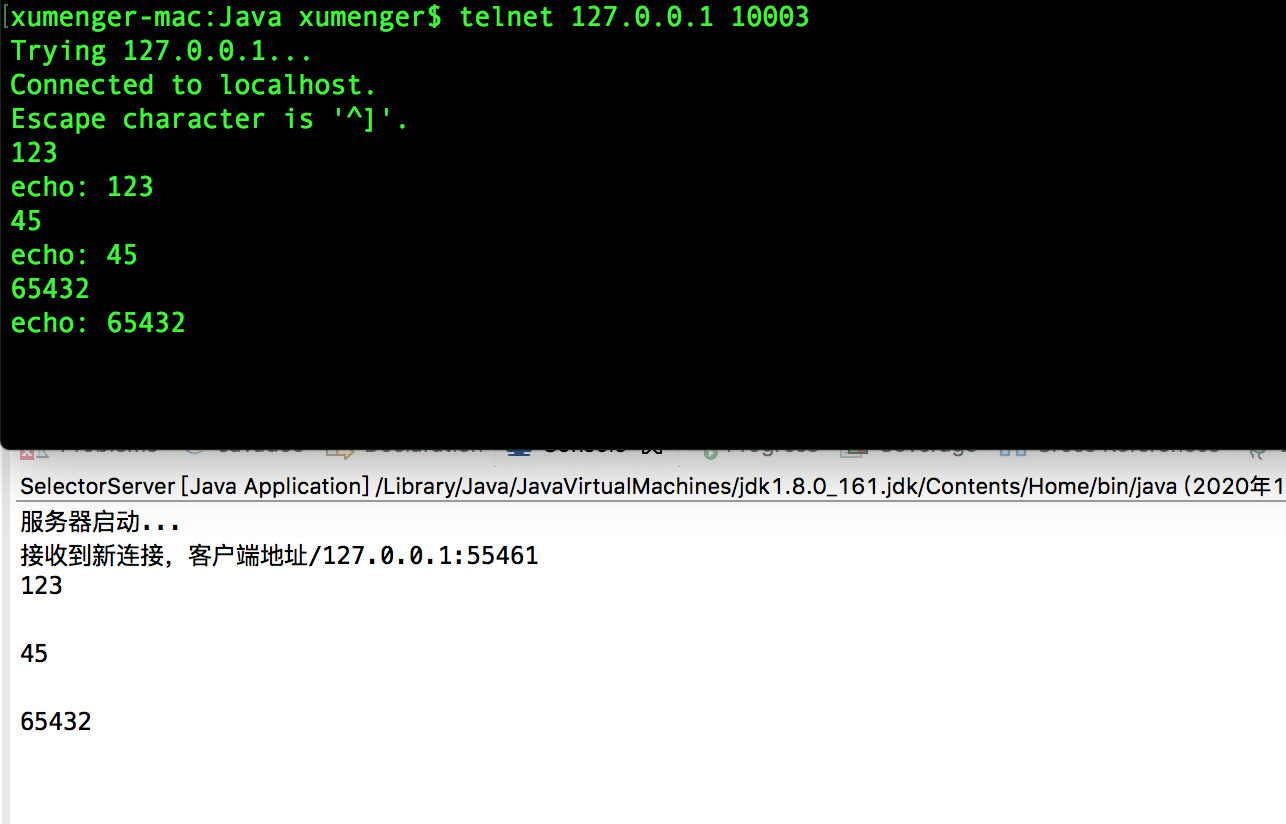 [xumenger-mac:Java xumenger$ telnet 127.0.0.1 10003
Trying 127.0.0.1...
Connected to localhost.
Escape character is '^]'.
123
echo: 123
45
echo: 45
65432
echo: 65432
SelectorServer [Java Application] /Library/Java/JavaVirtualMachines/jdk1.8.0_161.jdk/Contents/Home/bin/java (2020年1
服务器启动...
接收到新连接，客户端地址/127.0.0.1:55461
123
45
65432